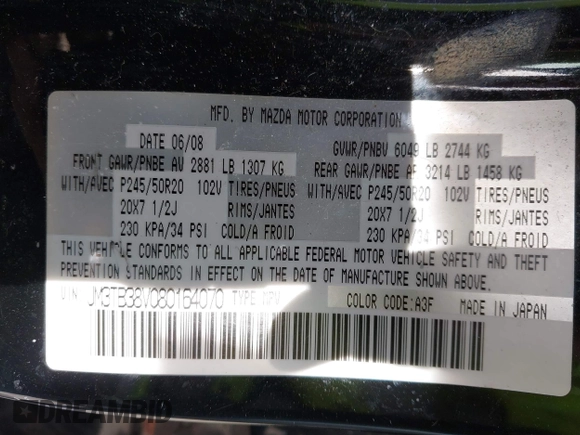 MFD. BY MAZDA MOTOR CORPORATION
DATE 06/08 GVWR/PNBV 6049 LB 2744 KG
FRONT GAWR/PNBE AV 2881 LB 1307 KG REAR GAWR/PNBE AR 3214 LB 1458 KG
WITH/AVEC P245/50R20 102V TIRES/PNEUS WITH/AVEC P245/50R20 102V TIRES/PNEUS
20X7 1/2J RIMS/JANTES 20X7 1/2J RIMS/JANTES
230 KPA/34 PSI COLD/A FROID 230 KPA/34 PSI COLD/A FROID
THIS VEHICLE CONFORMS TO ALL APPLICABLE FEDERAL MOTOR VEHICLE SAFETY AND THEFT
PREVENTION STANDARDS IN EFFECT ON THE DATE OF MANUFACTURE SHOWN ABOVE.
VIN JM3TB38V080164070 TYPE:MPV COLOR CODE:A3F MADE IN JAPAN
DREAMBID